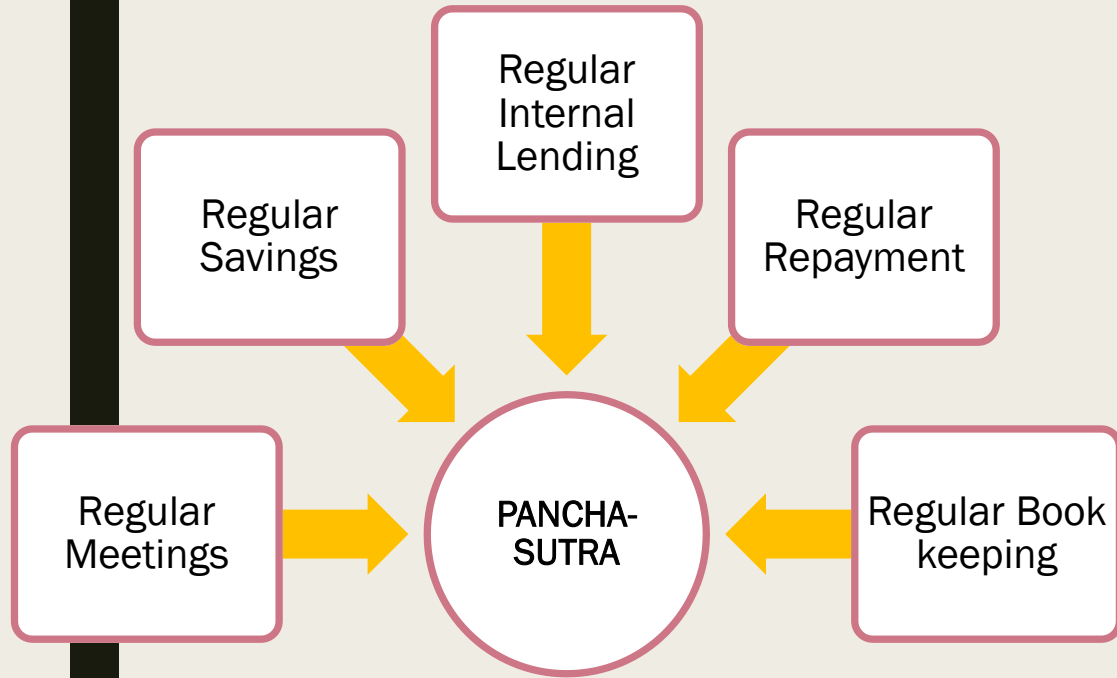 Regular
Meetings
Regular
Savings
Regular
Internal
Lending
Regular
Repayment
Regular Book
keeping
PANCHA-
SUTRA